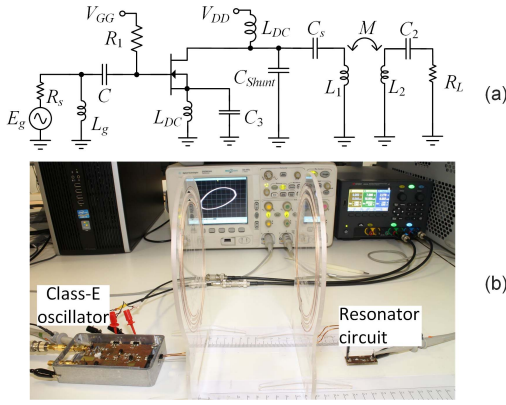 V_GG
V_DD
L_DC
C_s
M
C_2
R_1
C
C_Shunt
L_1
L_2
R_L
R_s
E_g
L_g
L_DC
C_3
(a)
Class-E
oscillator
Resonator
circuit
(b)